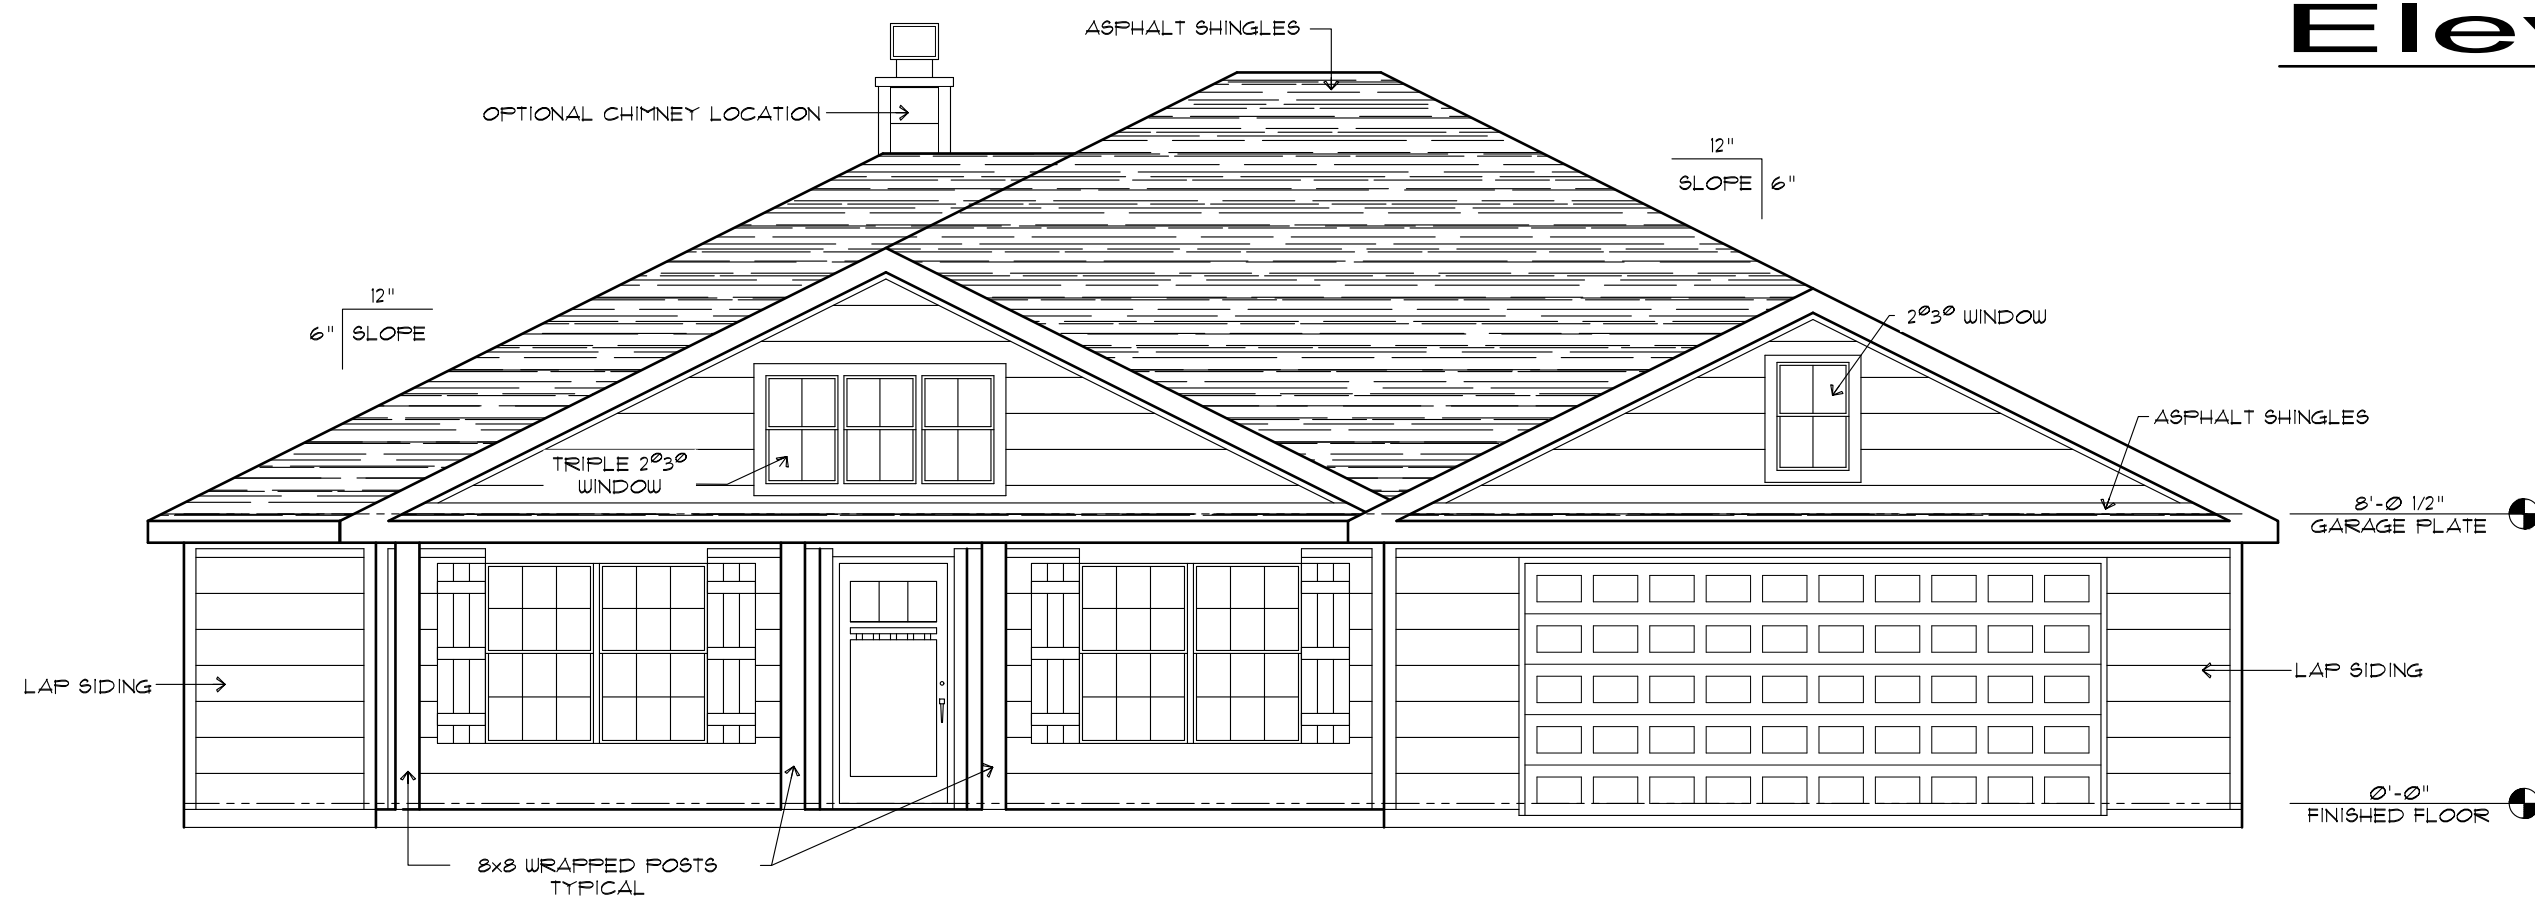 Elev
ASPHALT SHINGLES
OPTIONAL CHIMNEY LOCATION
12"
SLOPE 6"
12"
6" SLOPE
2⁰3⁰ WINDOW
ASPHALT SHINGLES
TRIPLE 2⁰3⁰
WINDOW
8'-0 1/2"
GARAGE PLATE
LAP SIDING
LAP SIDING
0'-0"
FINISHED FLOOR
8x8 WRAPPED POSTS
TYPICAL